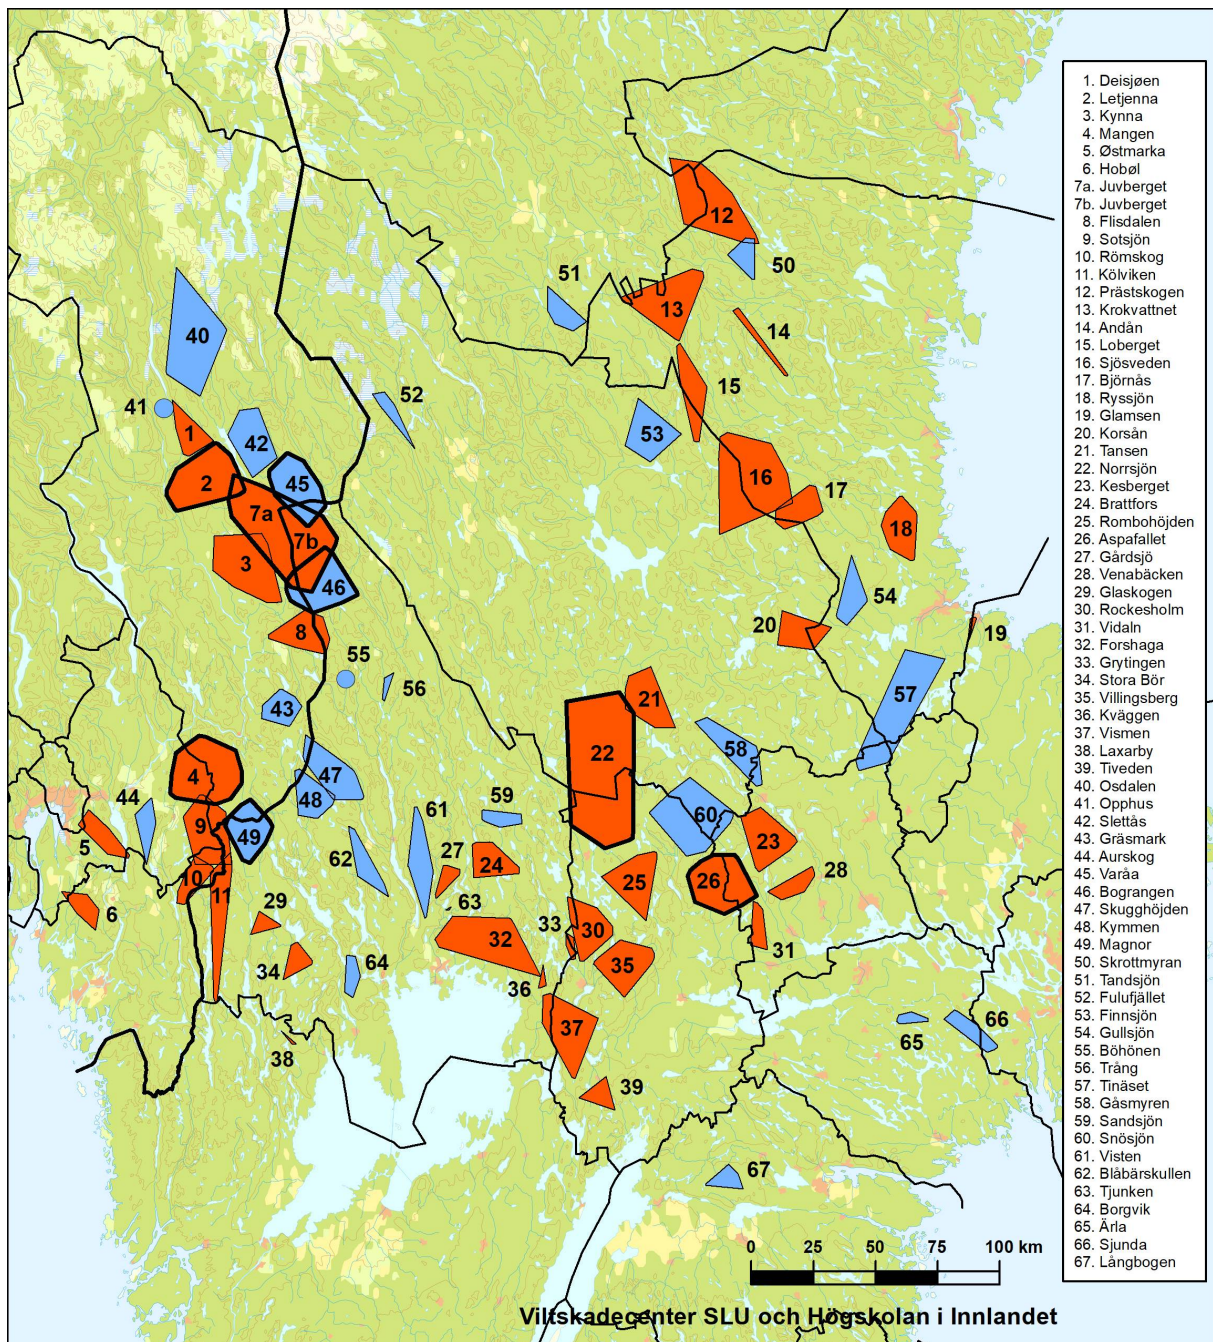 1. Deisjøen
2. Letjenna
3. Kynna
4. Mangen
5. Østmarka
6. Hobøl
7a. Juvberget
7b. Juvberget
8. Flisdalen
9. Sotsjön
10. Römskog
11. Kölviken
12. Prästskogen
13. Krokvattnet
14. Andån
15. Loberget
16. Sjösveden
17. Björnås
18. Ryssjön
19. Glamsen
20. Korsån
21. Tansen
22. Norrsjön
23. Kesberget
24. Brattfors
25. Rombohöjden
26. Aspafallet
27. Gårdsjö
28. Venabäcken
29. Glaskogen
30. Rockesholm
31. Vidaln
32. Forshaga
33. Grytingen
34. Stora Bör
35. Villingsberg
36. Kväggen
37. Vismen
38. Laxarby
39. Tiveden
40. Osdalen
41. Opphus
42. Slettås
43. Gräsmark
44. Aurskog
45. Varåa
46. Bograngen
47. Skugghöjden
48. Kymmen
49. Magnor
50. Skrottmyran
51. Tandsjön
52. Fulufjället
53. Finnsjön
54. Gullsjön
55. Böhönen
56. Trång
57. Tinäset
58. Gåsmyren
59. Sandsjön
60. Snösjön
61. Visten
62. Blåbärskullen
63. Tjunken
64. Borgvik
65. Ärla
66. Sjunda
67. Långbogen
12
50
51
40
13
14
52
15
41
1
42
53
2
45
16
17
7a
18
7b
3
46
54
8
20
19
55
56
57
43
21
22
58
4
47
48
44
61
59
60
9
49
5
62
23
27
24
26
28
10
11
25
6
63
29
33
30
31
32
34
64
35
36
66
65
37
38
39
67
0 25 50 75 100 km
Viltskadecenter SLU och Högskolan i Innlandet